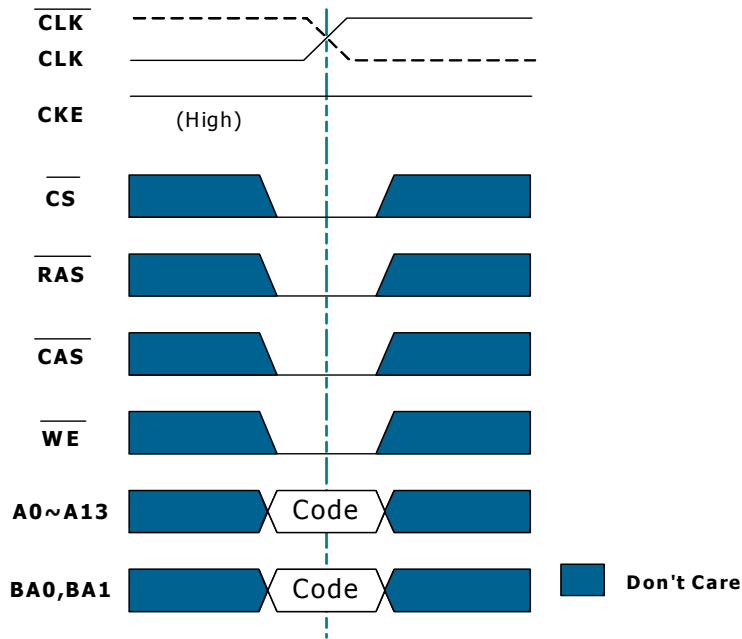 CLK
CLK
CKE
(High)
CS
RAS
CAS
WE
A0~A13
Code
BA0,BA1
Code
Don't Care